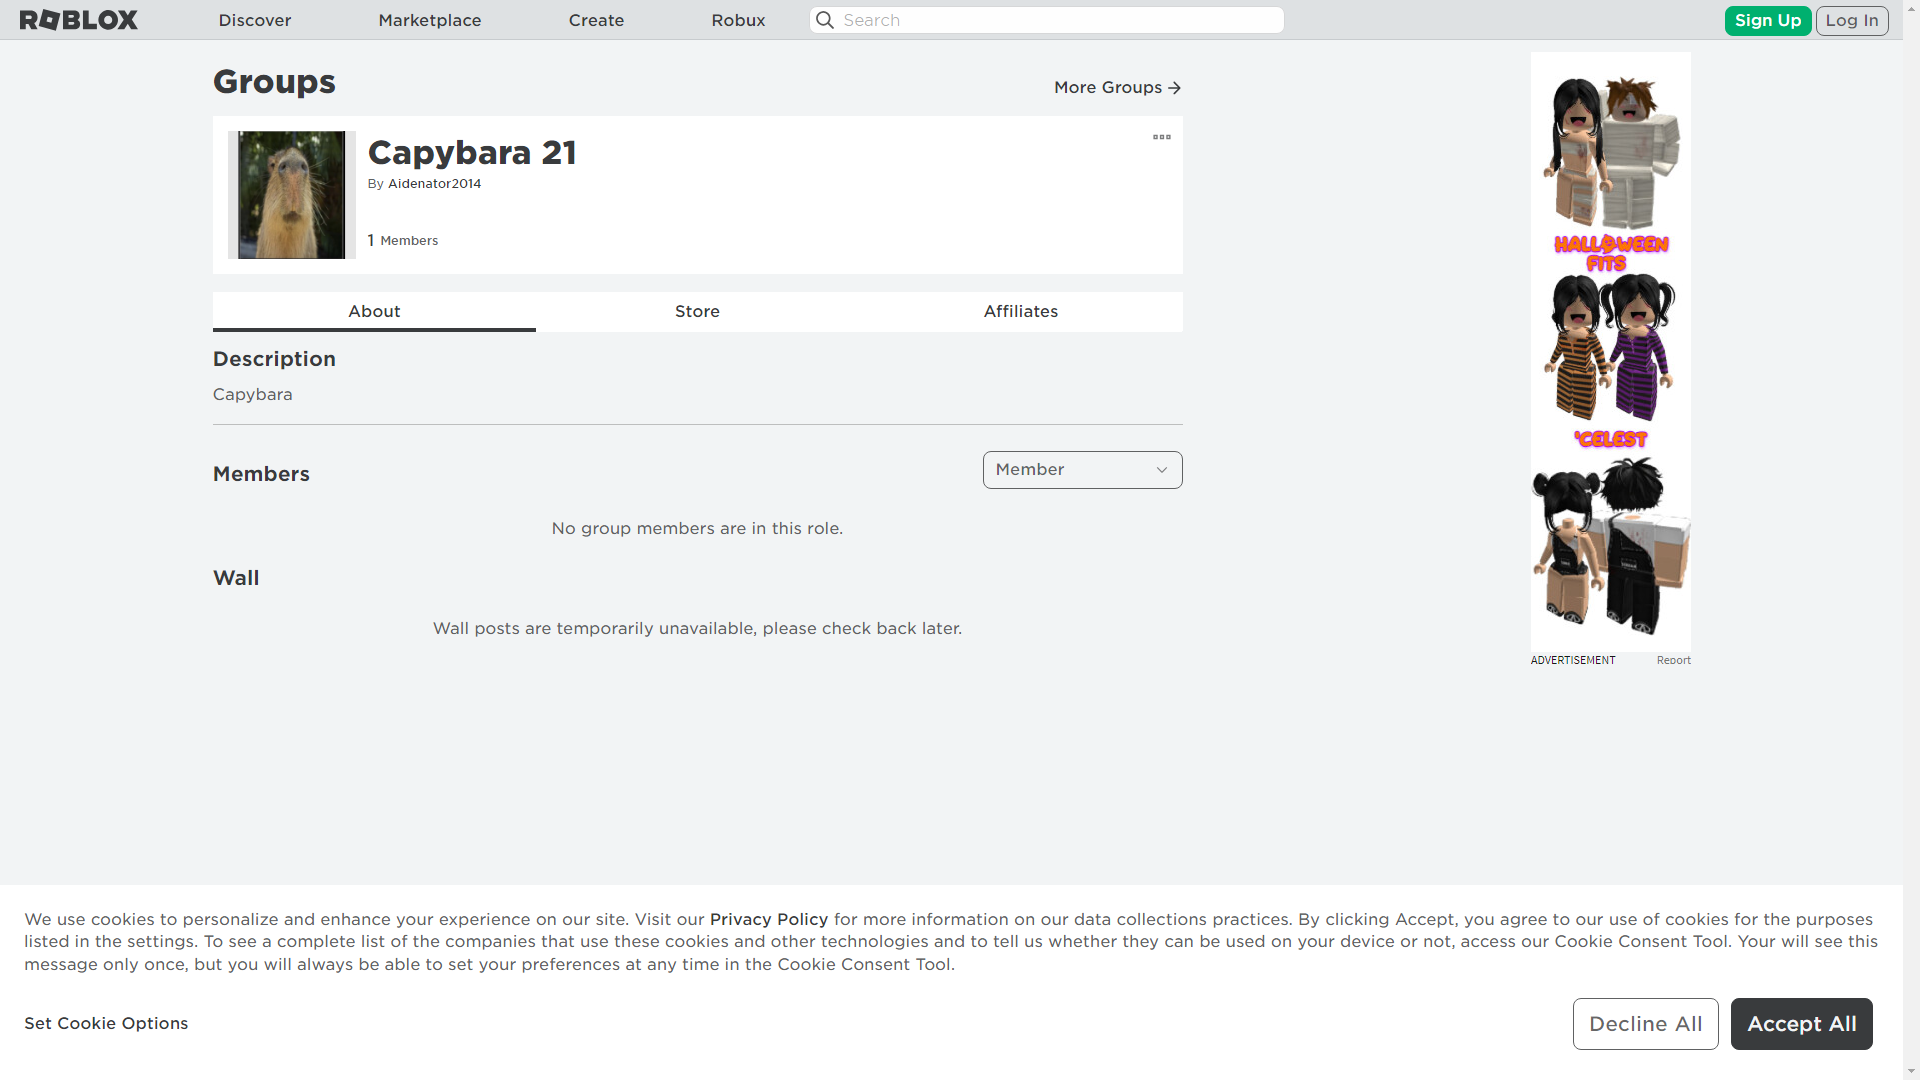 ROBLOX
Discover
Marketplace
Create
Robux
Search
Sign Up
Log In
Groups
More Groups
Capybara 21
By Aidenator2014
1 Members
About
Store
Affiliates
Description
Capybara
Members
Member
No group members are in this role.
Wall
Wall posts are temporarily unavailable, please check back later.
HALLOWEEN
FITS
'CELEST
ADVERTISEMENT
Report
We use cookies to personalize and enhance your experience on our site. Visit our Privacy Policy for more information on our data collections practices. By clicking Accept, you agree to our use of cookies for the purposes
listed in the settings. To see a complete list of the companies that use these cookies and other technologies and to tell us whether they can be used on your device or not, access our Cookie Consent Tool. Your will see this
message only once, but you will always be able to set your preferences at any time in the Cookie Consent Tool.
Set Cookie Options
Decline All
Accept All